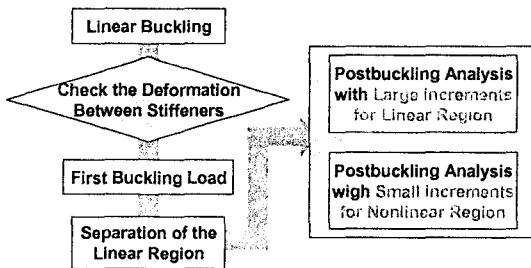 Linear Buckling
Check the Deformation
Between Stiffeners
First Buckling Load
Separation of the
Linear Region
Postbuckling Analysis
with Large Increments
for Linear Region
Postbuckling Analysis
wigh Small Increments
for Nonlinear Region